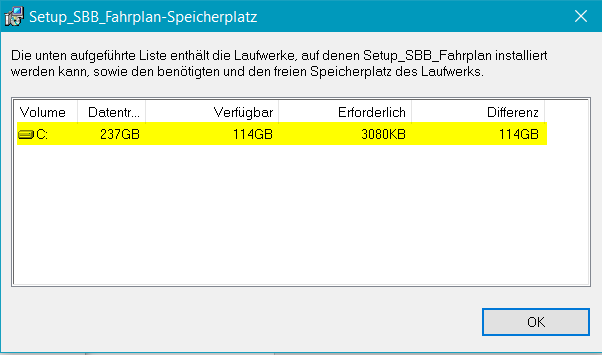 Setup_SBB_Fahrplan-Speicherplatz
Die unten aufgeführte Liste enthält die Laufwerke, auf denen Setup_SBB_Fahrplan installiert
werden kann, sowie den benötigten und den freien Speicherplatz des Laufwerks.
Volume Datentr... Verfügbar Erforderlich Differenz
C: 237GB 114GB 3080KB 114GB
OK